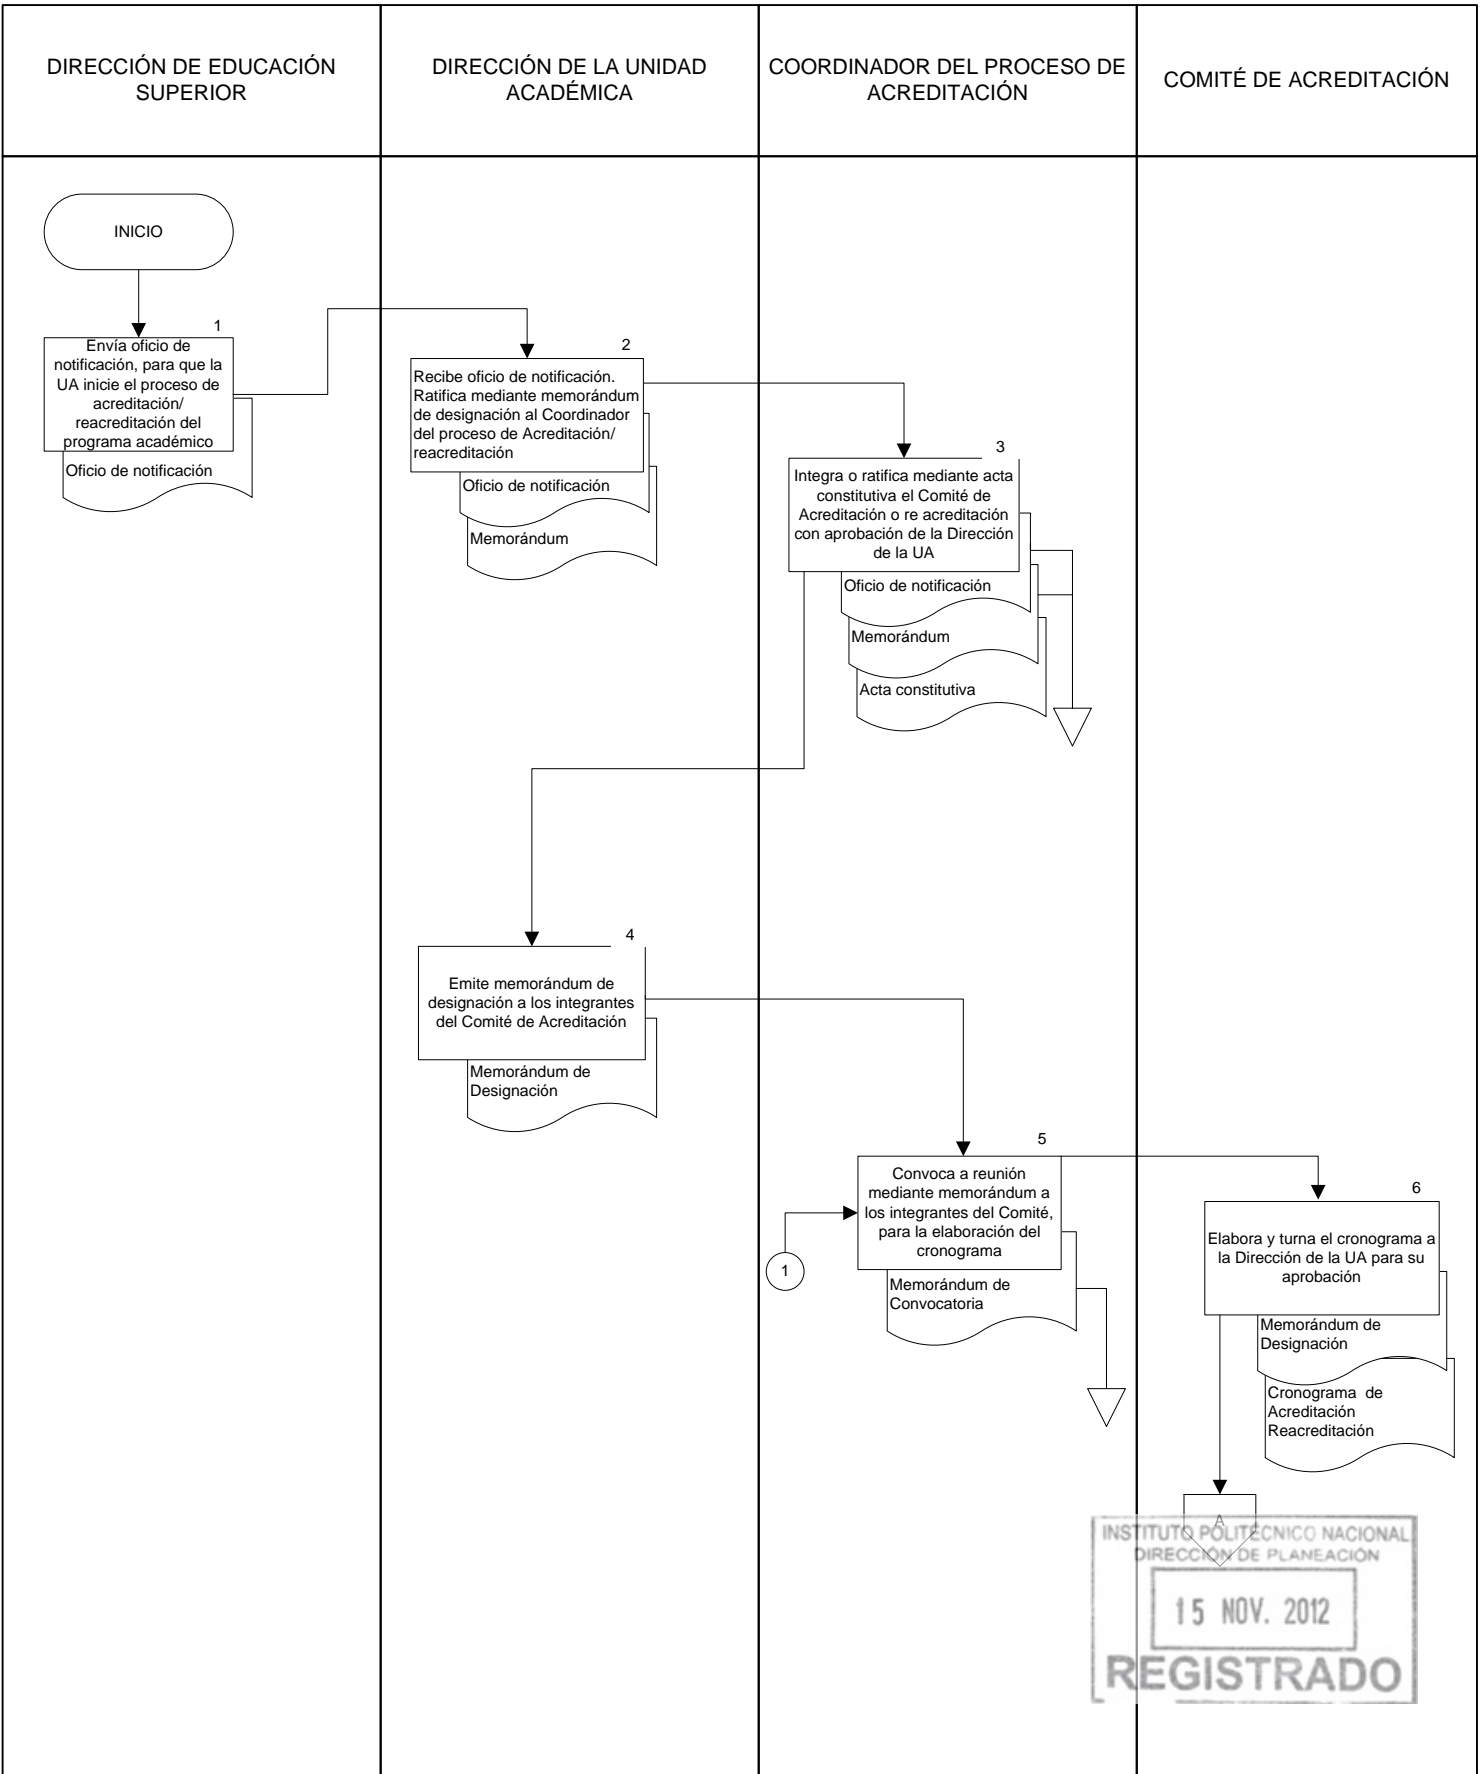 DIRECCIÓN DE EDUCACIÓN
SUPERIOR
DIRECCIÓN DE LA UNIDAD
ACADÉMICA
COORDINADOR DEL PROCESO DE
ACREDITACIÓN
COMITÉ DE ACREDITACIÓN
INICIO
1
Envía oficio de
notificación, para que la
UA inicie el proceso de
acreditación/
reacreditación del
programa académico
Oficio de notificación
2
Recibe oficio de notificación.
Ratifica mediante memorándum
de designación al Coordinador
del proceso de Acreditación/
reacreditación
Oficio de notificación
Memorándum
3
Integra o ratifica mediante acta
constitutiva el Comité de
Acreditación o re acreditación
con aprobación de la Dirección
de la UA
Oficio de notificación
Memorándum
Acta constitutiva
4
Emite memorándum de
designación a los integrantes
del Comité de Acreditación
Memorándum de
Designación
5
Convoca a reunión
mediante memorándum a
los integrantes del Comité,
para la elaboración del
cronograma
1
Memorándum de
Convocatoria
6
Elabora y turna el cronograma a
la Dirección de la UA para su
aprobación
Memorándum de
Designación
Cronograma de
Acreditación
Reacreditación
A
INSTITUTO POLITÉCNICO NACIONAL
DIRECCIÓN DE PLANEACIÓN
15 NOV. 2012
REGISTRADO